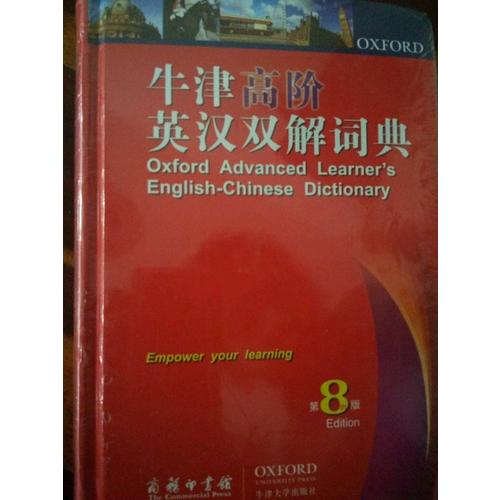 OXFORD
牛津高阶
英汉双解词典
Oxford Advanced Learner's
English-Chinese Dictionary
Empower your learning
第8版
Edition
商务印书馆
The Commercial Press
OXFORD
UNIVERSITY PRESS
牛津大学出版社